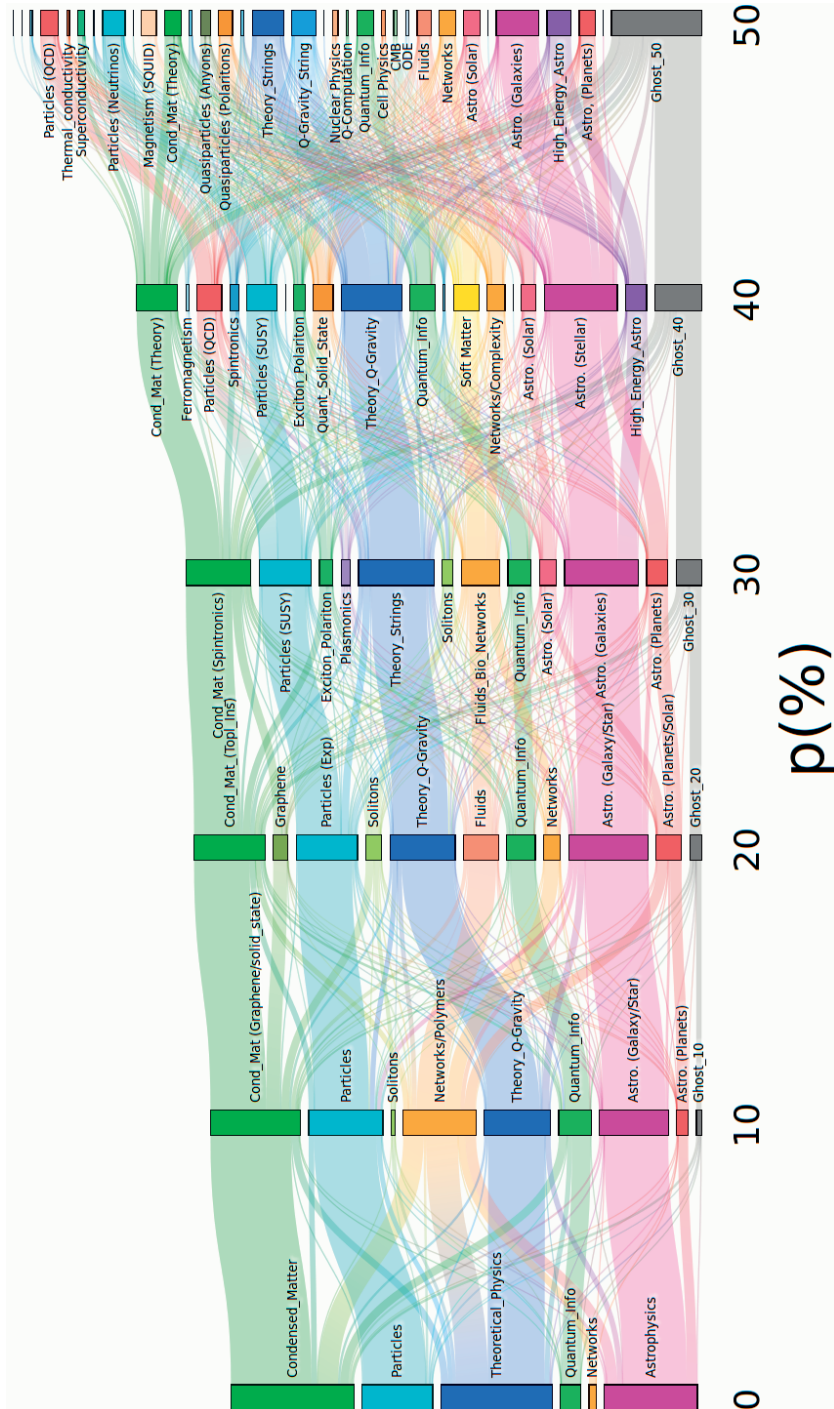 Condensed_Matter
Particles
Theoretical_Physics
Quantum_Info
Networks
Astrophysics
Cond_Mat (Graphene/solid_state)
Particles
Solitons
Networks/Polymers
Theory_Q-Gravity
Quantum_Info
Astro. (Galaxy/Star)
Astro. (Planets)
Ghost_10
Cond_Mat_(Topl_Ins)
Graphene
Particles (Exp)
Solitons
Theory_Q-Gravity
Fluids
Quantum_Info
Networks
Astro. (Galaxy/Star)
Astro. (Planets/Solar)
Ghost_20
Cond_Mat (Spintronics)
Particles (SUSY)
Exciton_Polariton
Plasmonics
Theory_Strings
Solitons
Fluids_Bio_Networks
Quantum_Info
Astro. (Solar)
Astro. (Galaxies)
Astro. (Planets)
Ghost_30
Cond_Mat (Theory)
Ferromagnetism
Particles (QCD)
Spintronics
Particles (SUSY)
Exciton_Polariton
Quant_Solid_State
Theory_Q-Gravity
Quantum_Info
Soft Matter
Networks/Complexity
Astro. (Solar)
Astro. (Stellar)
High_Energy_Astro
Ghost_40
Particles (QCD)
Thermal_conductivity
Superconductivity
Particles (Neutrinos)
Magnetism (SQUID)
Cond_Mat (Theory)
Quasiparticles (Anyons)
Quasiparticles (Polaritons)
Theory_Strings
Q-Gravity_String
Nuclear Physics
Q-Computation
Quantum_Info
Cell Physics
CMB
ODE
Fluids
Networks
Astro (Solar)
Astro. (Galaxies)
High_Energy_Astro
Astro. (Planets)
Ghost_50
0
10
20
30
40
50
p(%)